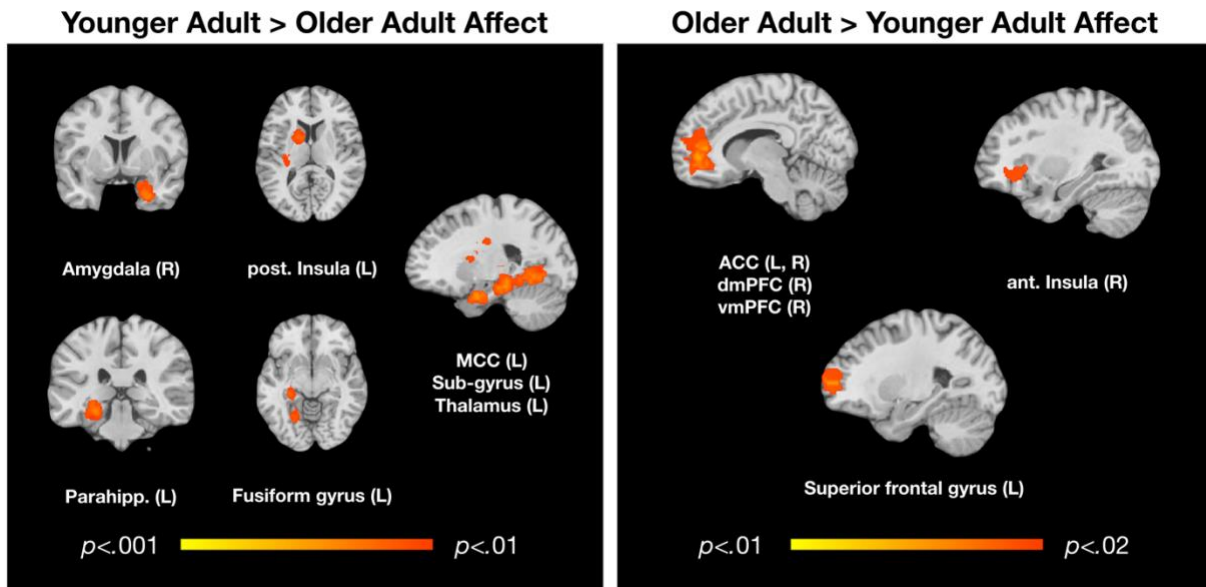 Younger Adult > Older Adult Affect
Amygdala (R)
post. Insula (L)
Parahipp. (L)
Fusiform gyrus (L)
MCC (L)
Sub-gyrus (L)
Thalamus (L)
p<.001
p<.01
Older Adult > Younger Adult Affect
ACC (L, R)
dmPFC (R)
vmPFC (R)
ant. Insula (R)
Superior frontal gyrus (L)
p<.01
p<.02